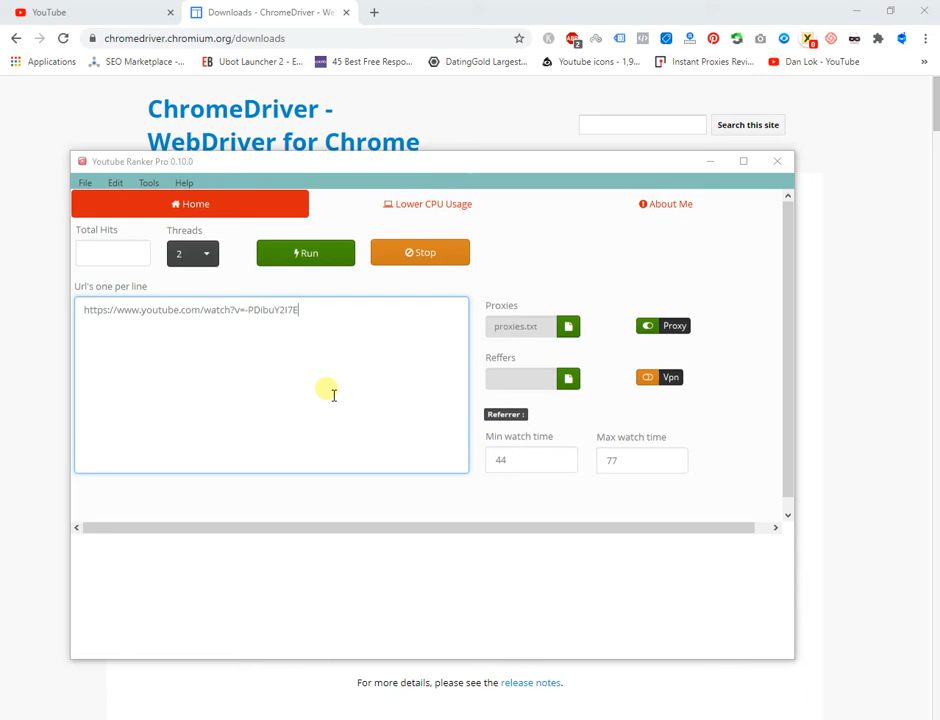 YouTube
Downloads - ChromeDriver - We
chromedriver.chromium.org/downloads
Applications
SEO Marketplace -...
Ubot Launcher 2 - E...
45 Best Free Respo...
DatingGold Largest...
Youtube icons - 1,9...
Instant Proxies Revi...
Dan Lok - YouTube
ChromeDriver -
WebDriver for Chrome
Search this site
Youtube Ranker Pro 0.10.0
File Edit Tools Help
Home
Lower CPU Usage
About Me
Total Hits
Threads
2
Run
Stop
Url's one per line
https://www.youtube.com/watch?v=-PDibuY2I7E
Proxies
proxies.txt
Proxy
Reffers
Vpn
Referrer :
Min watch time
Max watch time
44
77
For more details, please see the release notes.